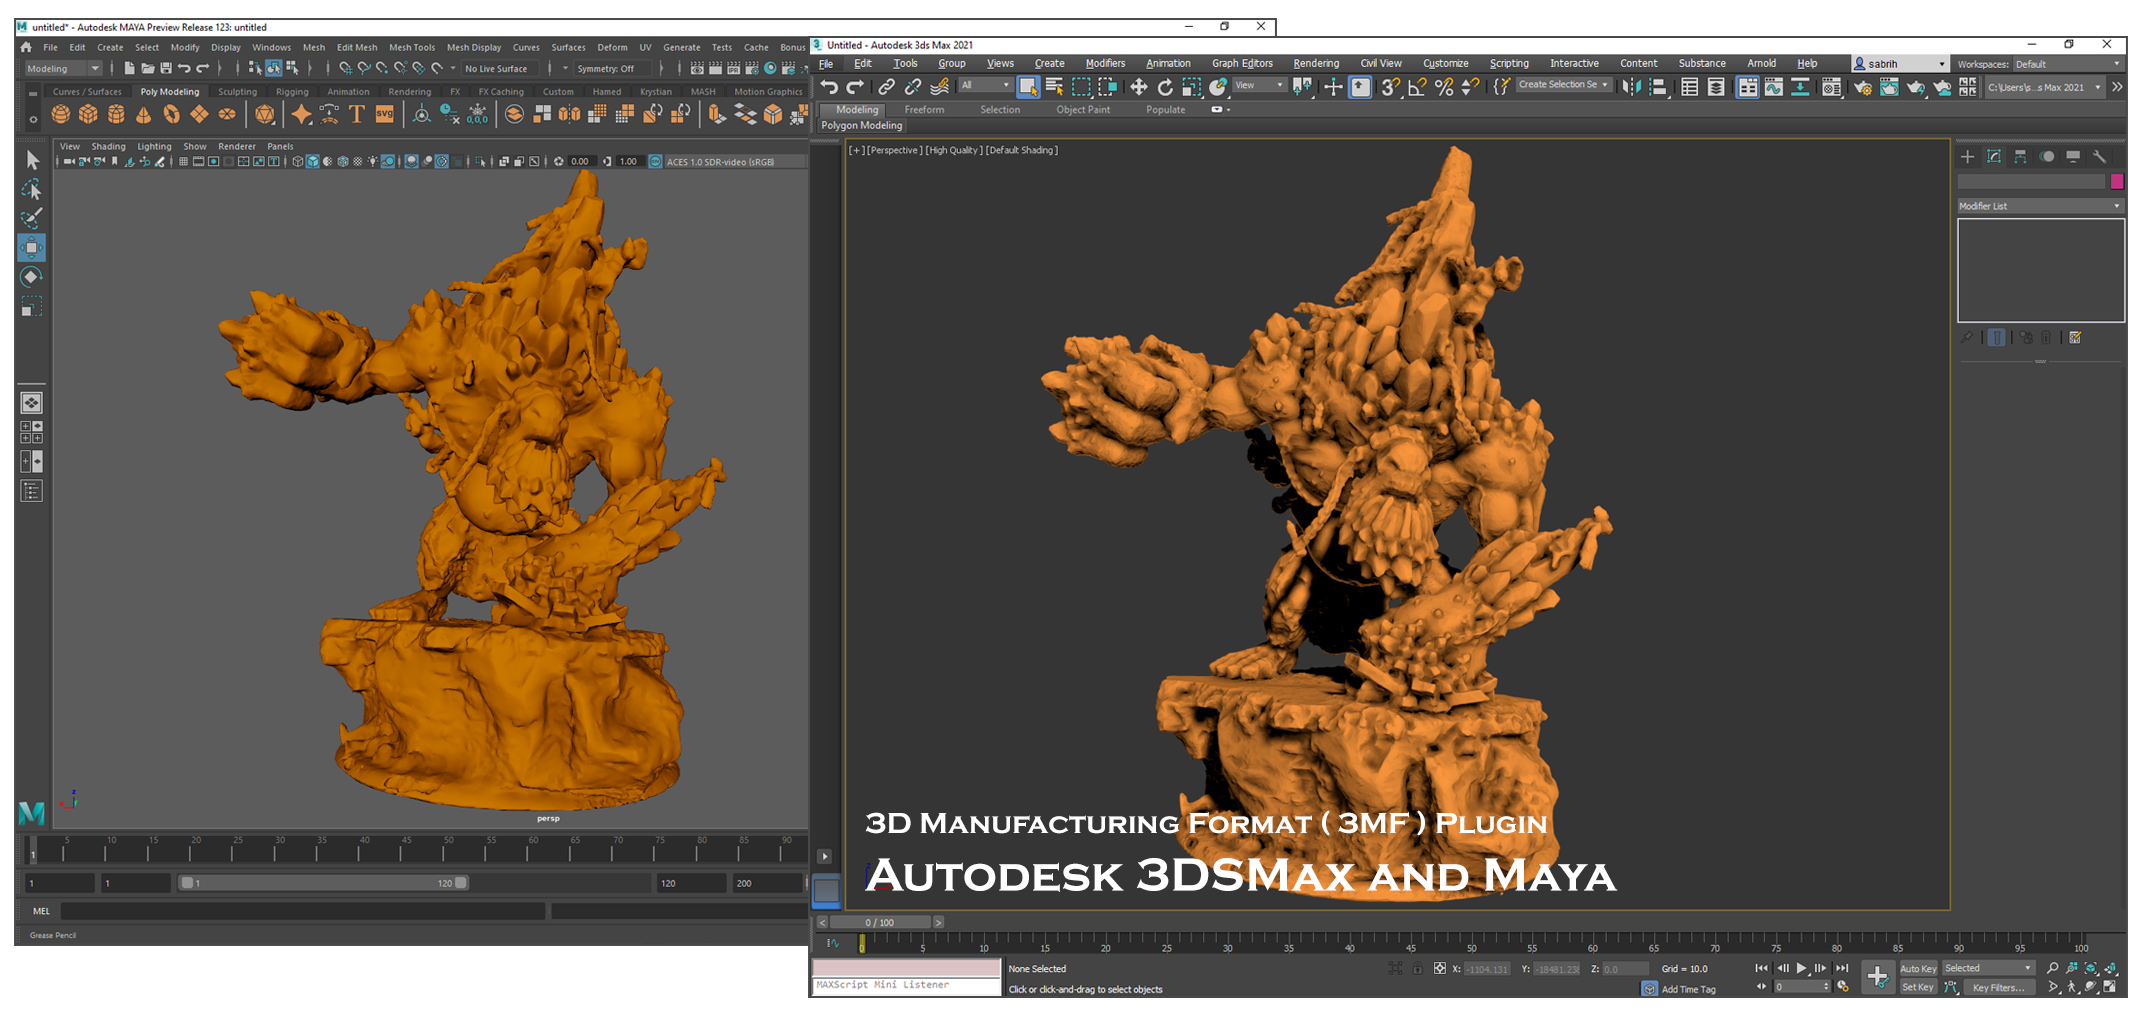 untitled* - Autodesk MAYA Preview Release 123: untitled
File Edit Create Select Modify Display Windows Mesh Edit Mesh Mesh Tools Mesh Display Curves Surfaces Deform UV Generate Tests Cache Bonus
Modeling No Live Surface Symmetry: Off
Curves / Surfaces Poly Modeling Sculpting Rigging Animation Rendering FX FX Caching Custom Hamed Krystian MASH Motion Graphics
T SVG 0,0,0
View Shading Lighting Show Renderer Panels
0.00 1.00 ACES 1.0 SDR-video (sRGB)
z
persp
M
5 10 15 20 25 30 35 40 45 50 55 60 65 70 75 80 85 90
1
1 1 1 120 120 200
MEL
Grease Pencil
3 Untitled - Autodesk 3ds Max 2021
File Edit Tools Group Views Create Modifiers Animation Graph Editors Rendering Civil View Customize Scripting Interactive Content Substance Arnold Help sabrih Workspaces: Default
All View Create Selection Se C:\Users\s...s Max 2021
Modeling Freeform Selection Object Paint Populate
Polygon Modeling
[+] [Perspective] [High Quality] [Default Shading]
Modifier List
3D Manufacturing Format ( 3MF ) Plugin
Autodesk 3DSMax and Maya
< 0 / 100 >
0 5 10 15 20 25 30 35 40 45 50 55 60 65 70 75 80 85 90 95 100
None Selected X: -1104.131 Y: -18481.23 Z: 0.0 Grid = 10.0 Auto Key Selected
MAXScript Mini Listener Click or click-and-drag to select objects Add Time Tag 0 Set Key Key Filters...